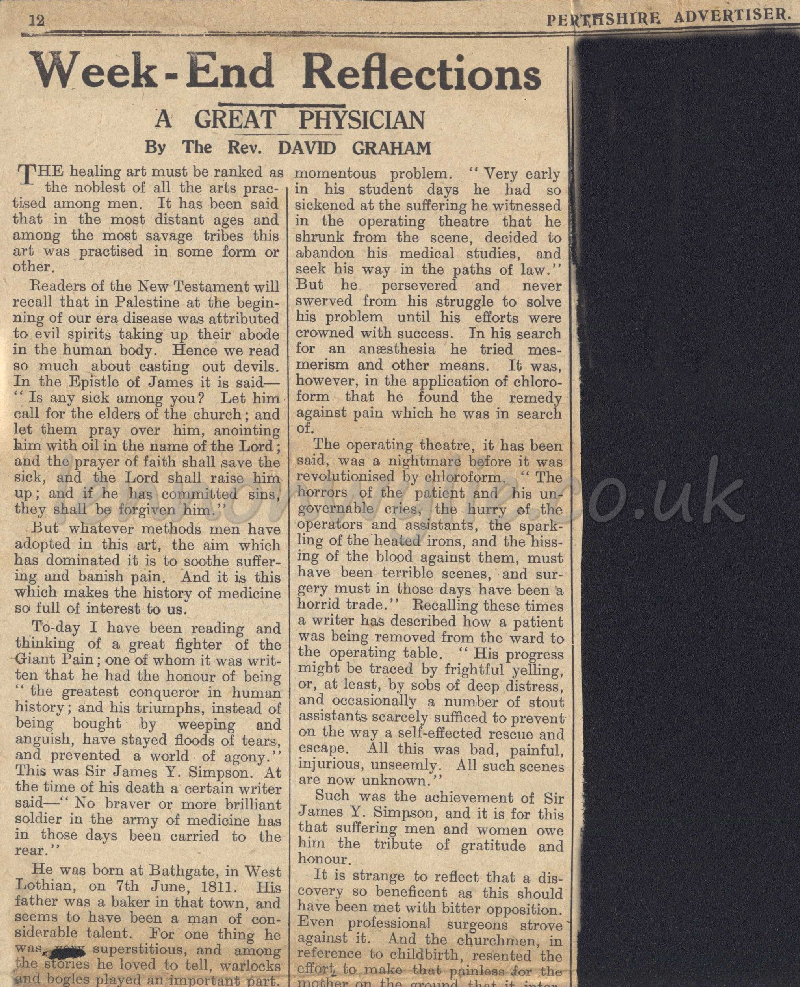 12
PERTHSHIRE ADVERTISER.
Week-End Reflections
A GREAT PHYSICIAN
By The Rev. DAVID GRAHAM
THE healing art must be ranked as
the noblest of all the arts prac-
tised among men. It has been said
that in the most distant ages and
among the most savage tribes this
art was practised in some form or
other.
Readers of the New Testament will
recall that in Palestine at the begin-
ning of our era disease was attributed
to evil spirits taking up their abode
in the human body. Hence we read
so much about casting out devils.
In the Epistle of James it is said—
" Is any sick among you? Let him
call for the elders of the church; and
let them pray over him, anointing
him with oil in the name of the Lord;
and the prayer of faith shall save the
sick, and the Lord shall raise him
up; and if he has committed sins,
they shall be forgiven him."
But whatever methods men have
adopted in this art, the aim which
has dominated it is to soothe suffer-
ing and banish pain. And it is this
which makes the history of medicine
so full of interest to us.
To-day I have been reading and
thinking of a great fighter of the
Giant Pain; one of whom it was writ-
ten that he had the honour of being
" the greatest conqueror in human
history; and his triumphs, instead of
being bought by weeping and
anguish, have stayed floods of tears,
and prevented a world of agony."
This was Sir James Y. Simpson. At
the time of his death a certain writer
said—" No braver or more brilliant
soldier in the army of medicine has
in those days been carried to the
rear."
He was born at Bathgate, in West
Lothian, on 7th June, 1811. His
father was a baker in that town, and
seems to have been a man of con-
siderable talent. For one thing he
was superstitious, and among
the stories he loved to tell, warlocks
and bogles played an important part.
momentous problem. " Very early
in his student days he had so
sickened at the suffering he witnessed
in the operating theatre that he
shrunk from the scene, decided to
abandon his medical studies, and
seek his way in the paths of law."
But he persevered and never
swerved from his struggle to solve
his problem until his efforts were
crowned with success. In his search
for an anæsthesia he tried mes-
merism and other means. It was,
however, in the application of chloro-
form that he found the remedy
against pain which he was in search
of.
The operating theatre, it has been
said, was a nightmare before it was
revolutionised by chloroform. " The
horrors of the patient and his un-
governable cries, the hurry of the
operators and assistants, the spark-
ling of the heated irons, and the hiss-
ing of the blood against them, must
have been terrible scenes, and sur-
gery must in those days have been a
horrid trade." Recalling these times
a writer has described how a patient
was being removed from the ward to
the operating table. " His progress
might be traced by frightful yelling,
or, at least, by sobs of deep distress,
and occasionally a number of stout
assistants scarcely sufficed to prevent
on the way a self-effected rescue and
escape. All this was bad, painful,
injurious, unseemly. All such scenes
are now unknown."
Such was the achievement of Sir
James Y. Simpson, and it is for this
that suffering men and women owe
him the tribute of gratitude and
honour.
It is strange to reflect that a dis-
covery so beneficent as this should
have been met with bitter opposition.
Even professional surgeons strove
against it. And the churchmen, in
reference to childbirth, resented the
effort to make that painless for the
mother on the ground that it inter-
.co.uk